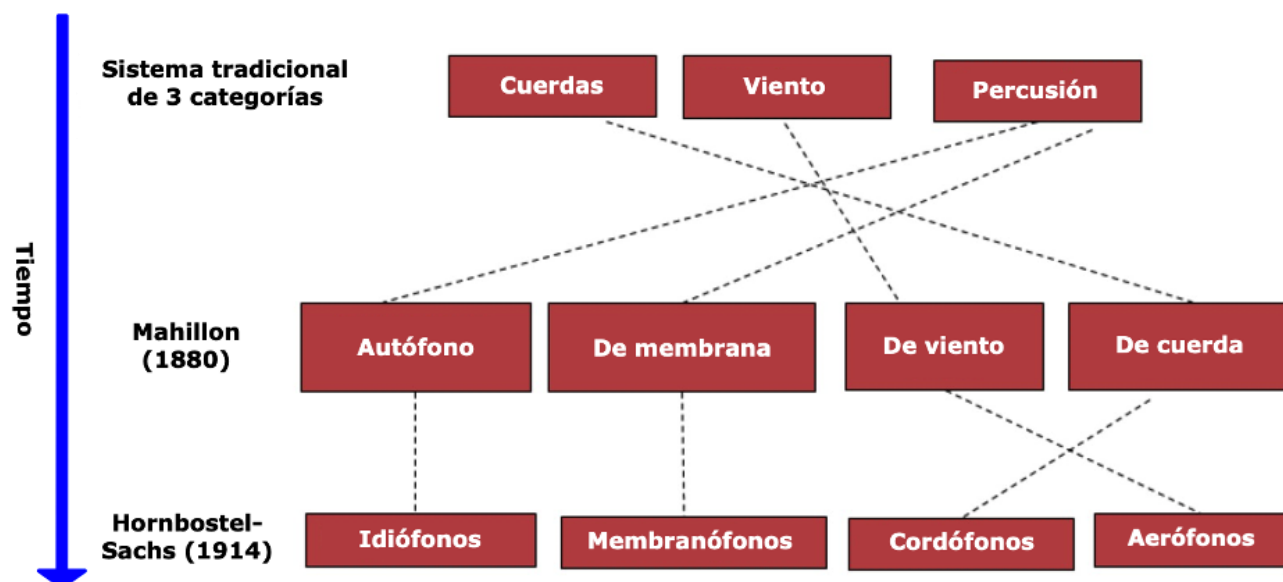 Sistema tradicional
de 3 categorías
Cuerdas
Viento
Percusión
Tiempo
Mahillon
(1880)
Autófono
De membrana
De viento
De cuerda
Hornbostel-
Sachs (1914)
Idiófonos
Membranófonos
Cordófonos
Aerófonos